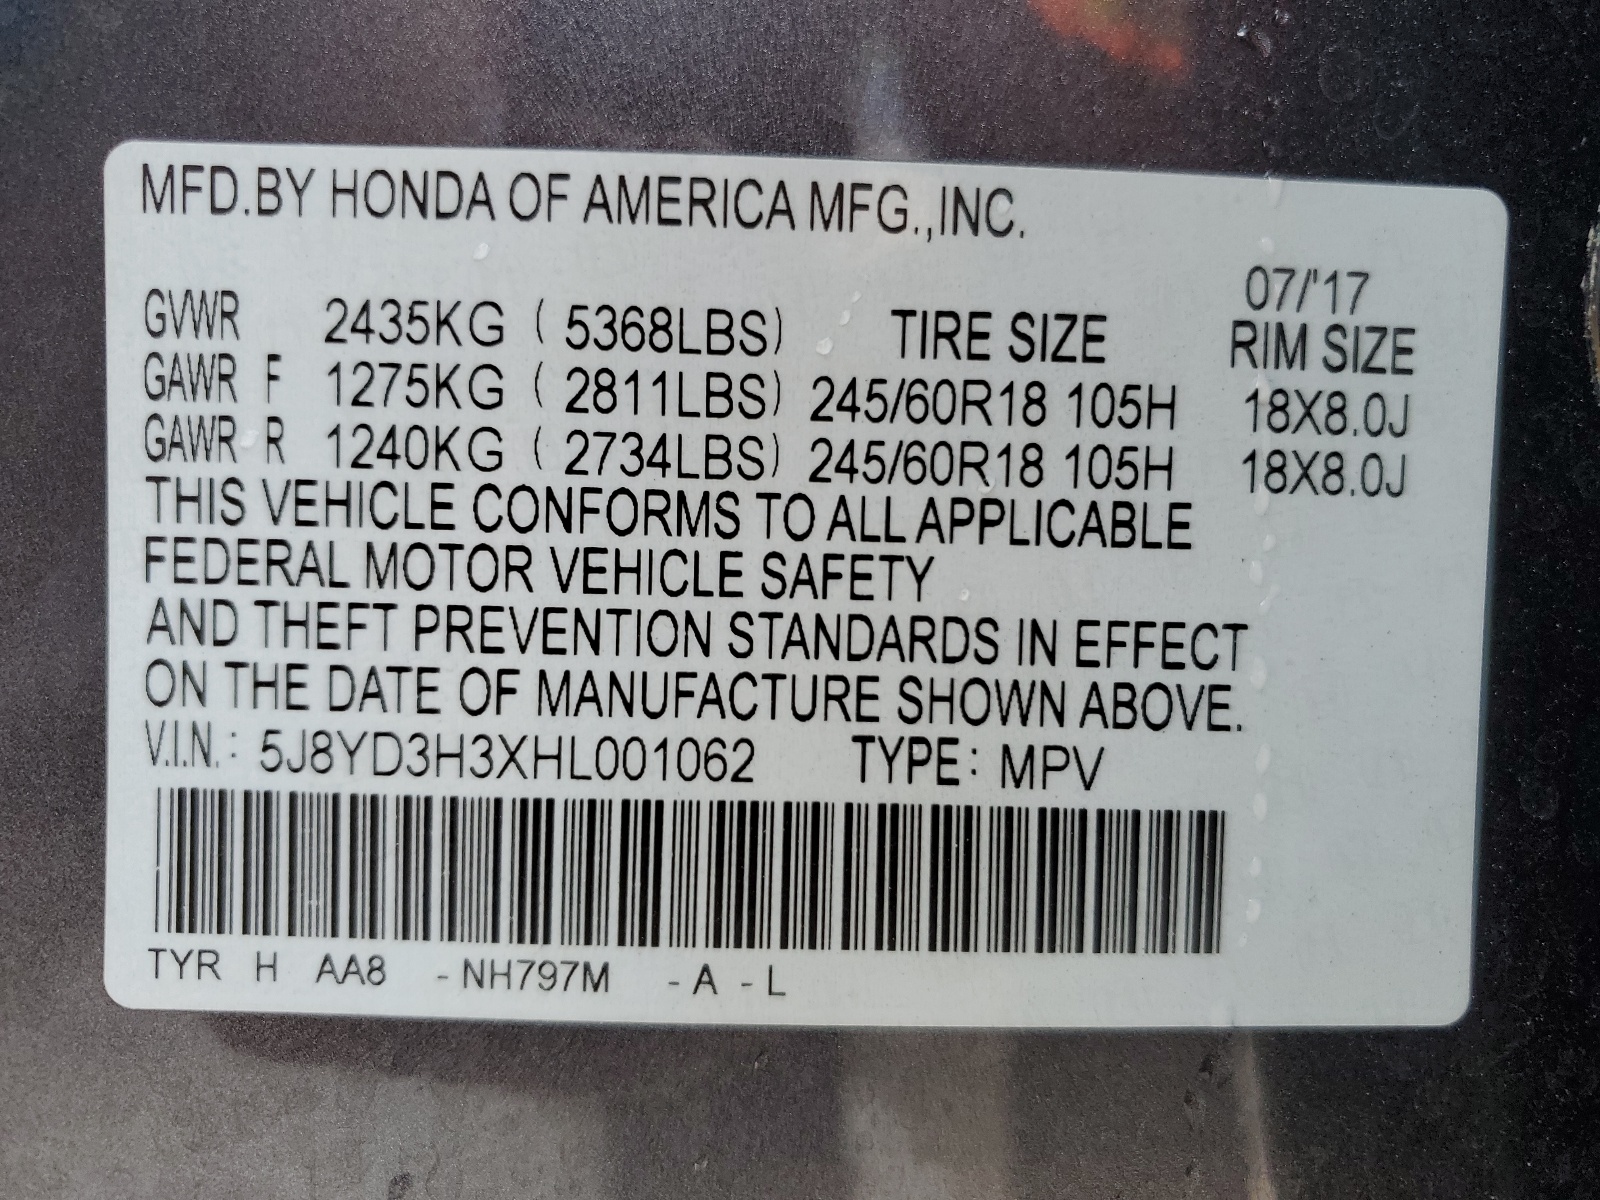 MFD.BY HONDA OF AMERICA MFG.,INC.
07/'17
GVWR 2435KG ( 5368LBS) TIRE SIZE RIM SIZE
GAWR F 1275KG ( 2811LBS) 245/60R18 105H 18X8.0J
GAWR R 1240KG ( 2734LBS) 245/60R18 105H 18X8.0J
THIS VEHICLE CONFORMS TO ALL APPLICABLE
FEDERAL MOTOR VEHICLE SAFETY
AND THEFT PREVENTION STANDARDS IN EFFECT
ON THE DATE OF MANUFACTURE SHOWN ABOVE.
V.I.N.: 5J8YD3H3XHL001062 TYPE: MPV
TYR H AA8 - NH797M - A - L